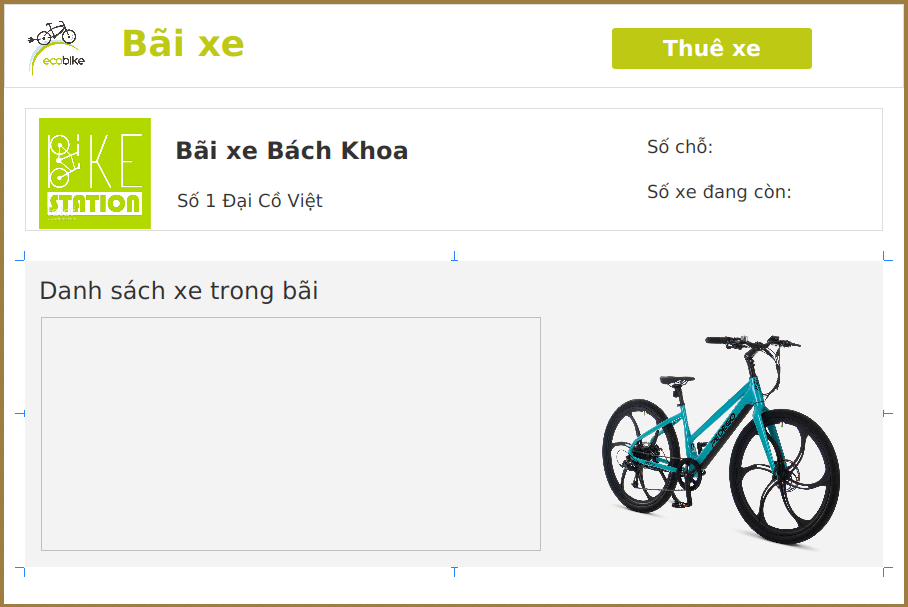 ecobike
Bãi xe
Thuê xe
BIKE
STATION
Bãi xe Bách Khoa
Số 1 Đại Cồ Việt
Số chỗ:
Số xe đang còn:
Danh sách xe trong bãi